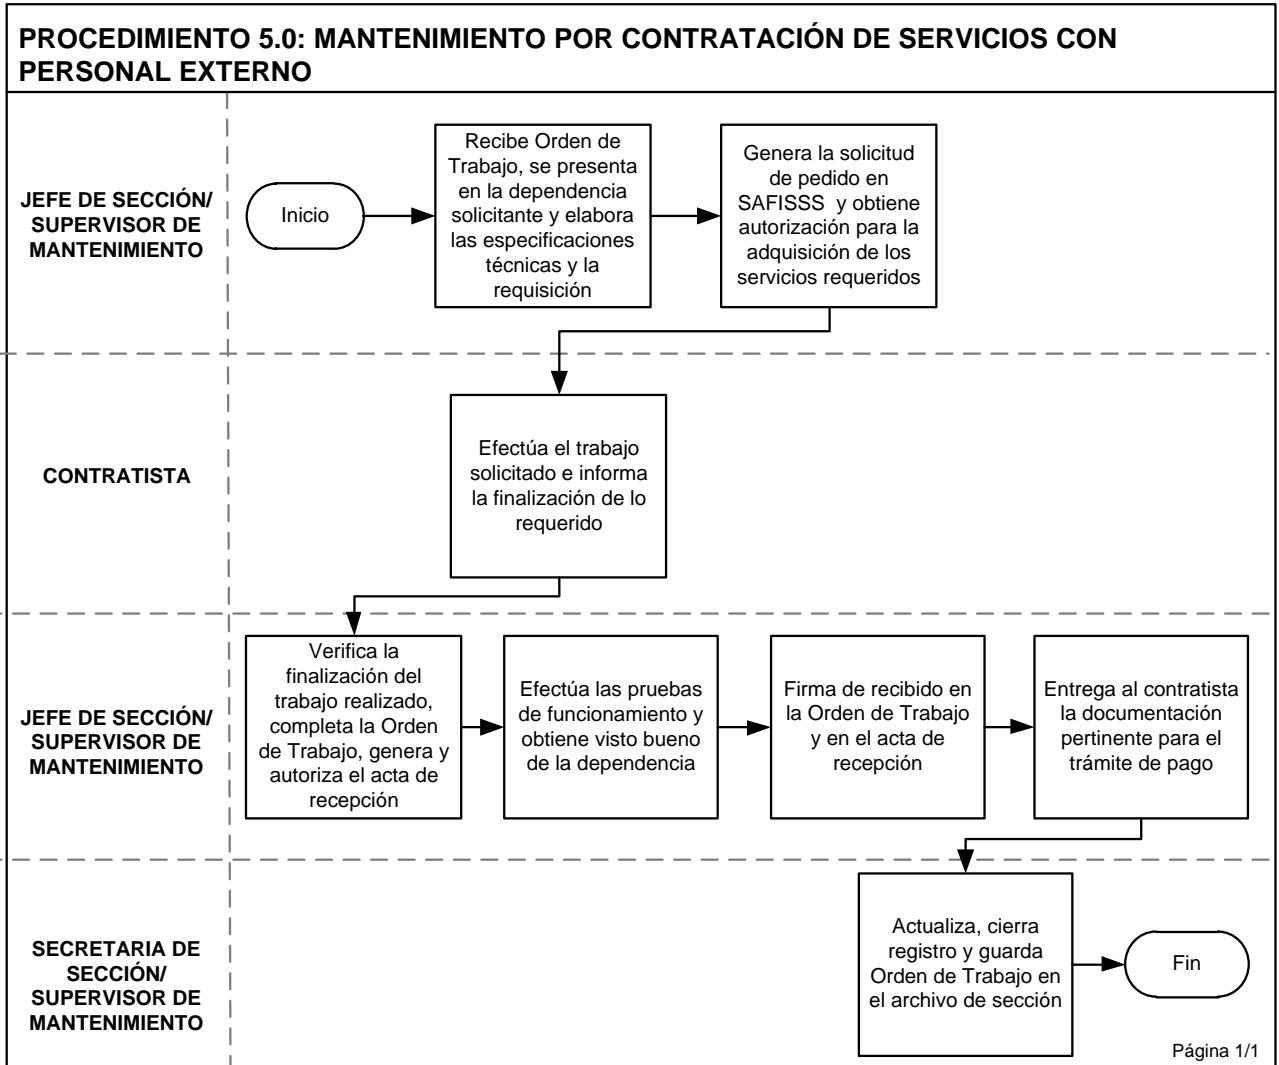 PROCEDIMIENTO 5.0: MANTENIMIENTO POR CONTRATACIÓN DE SERVICIOS CON
PERSONAL EXTERNO
JEFE DE SECCIÓN/
SUPERVISOR DE
MANTENIMIENTO
Inicio
Recibe Orden de
Trabajo, se presenta
en la dependencia
solicitante y elabora
las especificaciones
técnicas y la
requisición
Genera la solicitud
de pedido en
SAFISSS y obtiene
autorización para la
adquisición de los
servicios requeridos
CONTRATISTA
Efectúa el trabajo
solicitado e informa
la finalización de lo
requerido
JEFE DE SECCIÓN/
SUPERVISOR DE
MANTENIMIENTO
Verifica la
finalización del
trabajo realizado,
completa la Orden
de Trabajo, genera y
autoriza el acta de
recepción
Efectúa las pruebas
de funcionamiento y
obtiene visto bueno
de la dependencia
Firma de recibido en
la Orden de Trabajo
y en el acta de
recepción
Entrega al contratista
la documentación
pertinente para el
trámite de pago
SECRETARIA DE
SECCIÓN/
SUPERVISOR DE
MANTENIMIENTO
Actualiza, cierra
registro y guarda
Orden de Trabajo en
el archivo de sección
Fin
Página 1/1